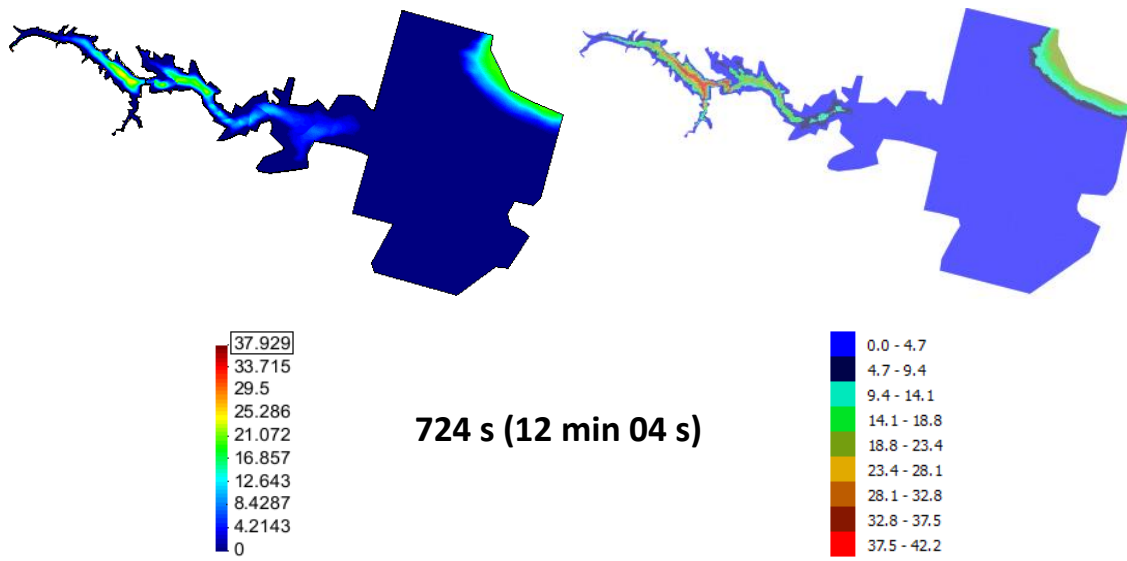 37.929
33.715
29.5
25.286
21.072
16.857
12.643
8.4287
4.2143
0
724 s (12 min 04 s)
0.0 - 4.7
4.7 - 9.4
9.4 - 14.1
14.1 - 18.8
18.8 - 23.4
23.4 - 28.1
28.1 - 32.8
32.8 - 37.5
37.5 - 42.2